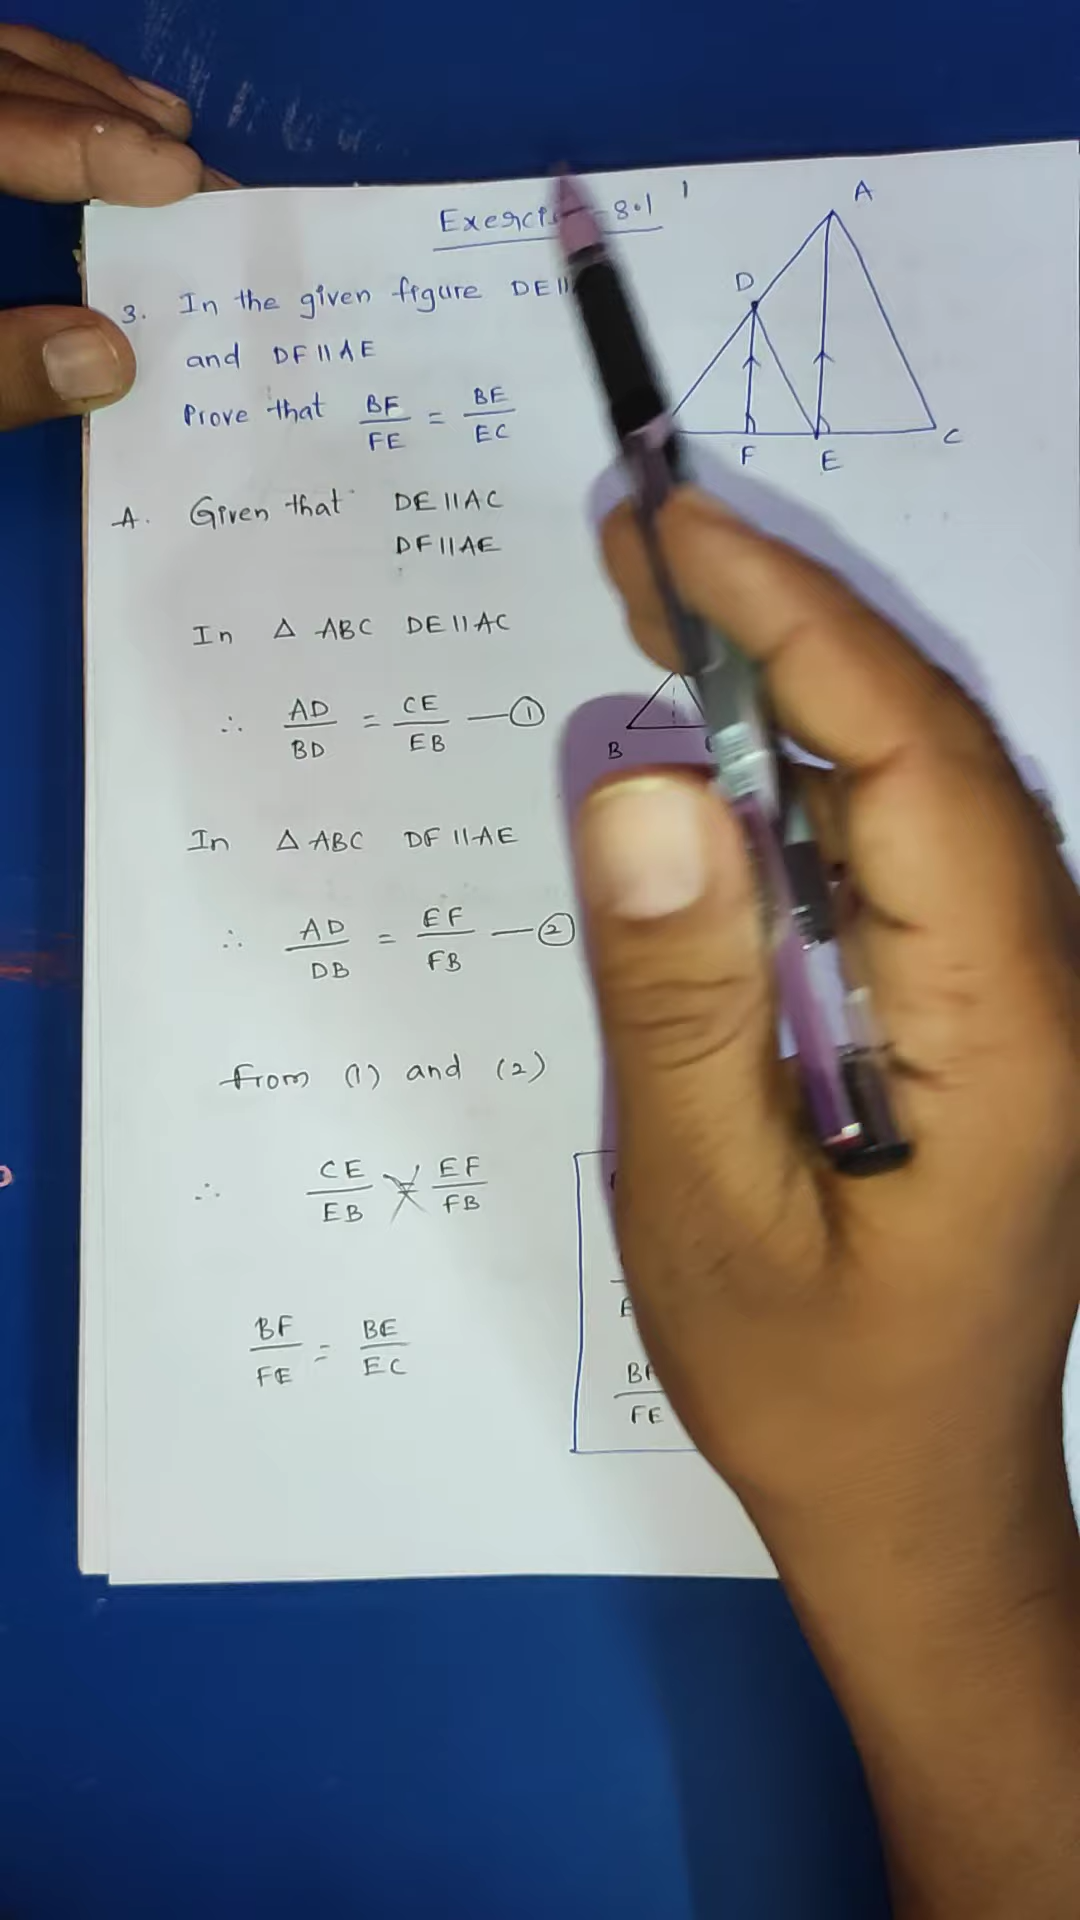 Exercise - 8.1
3. In the given figure DE ||
and DF || AE
Prove that BF/FE = BE/EC
A
D
F
E
C
A. Given that DE || AC
DF || AE
In △ ABC DE || AC
∴ AD/BD = CE/EB — ①
B
In △ ABC DF || AE
∴ AD/DB = EF/FB — ②
from (1) and (2)
∴ CE/EB = EF/FB
BF/FE = BE/EC
FE